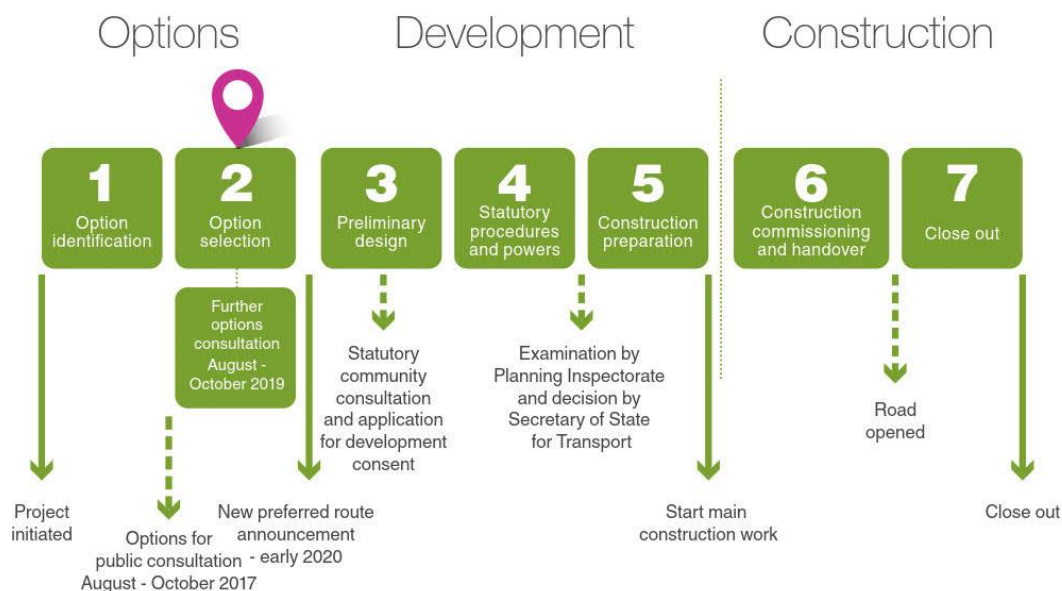 Options
Development
Construction
1
Option
identification
2
Option
selection
3
Preliminary
design
4
Statutory
procedures
and powers
5
Construction
preparation
6
Construction
commissioning
and handover
7
Close out
Further
options
consultation
August -
October 2019
Project
initiated
Options for
public consultation
August - October 2017
New preferred route
announcement
- early 2020
Statutory
community
consultation
and application
for development
consent
Examination by
Planning Inspectorate
and decision by
Secretary of State
for Transport
Start main
construction work
Road
opened
Close out